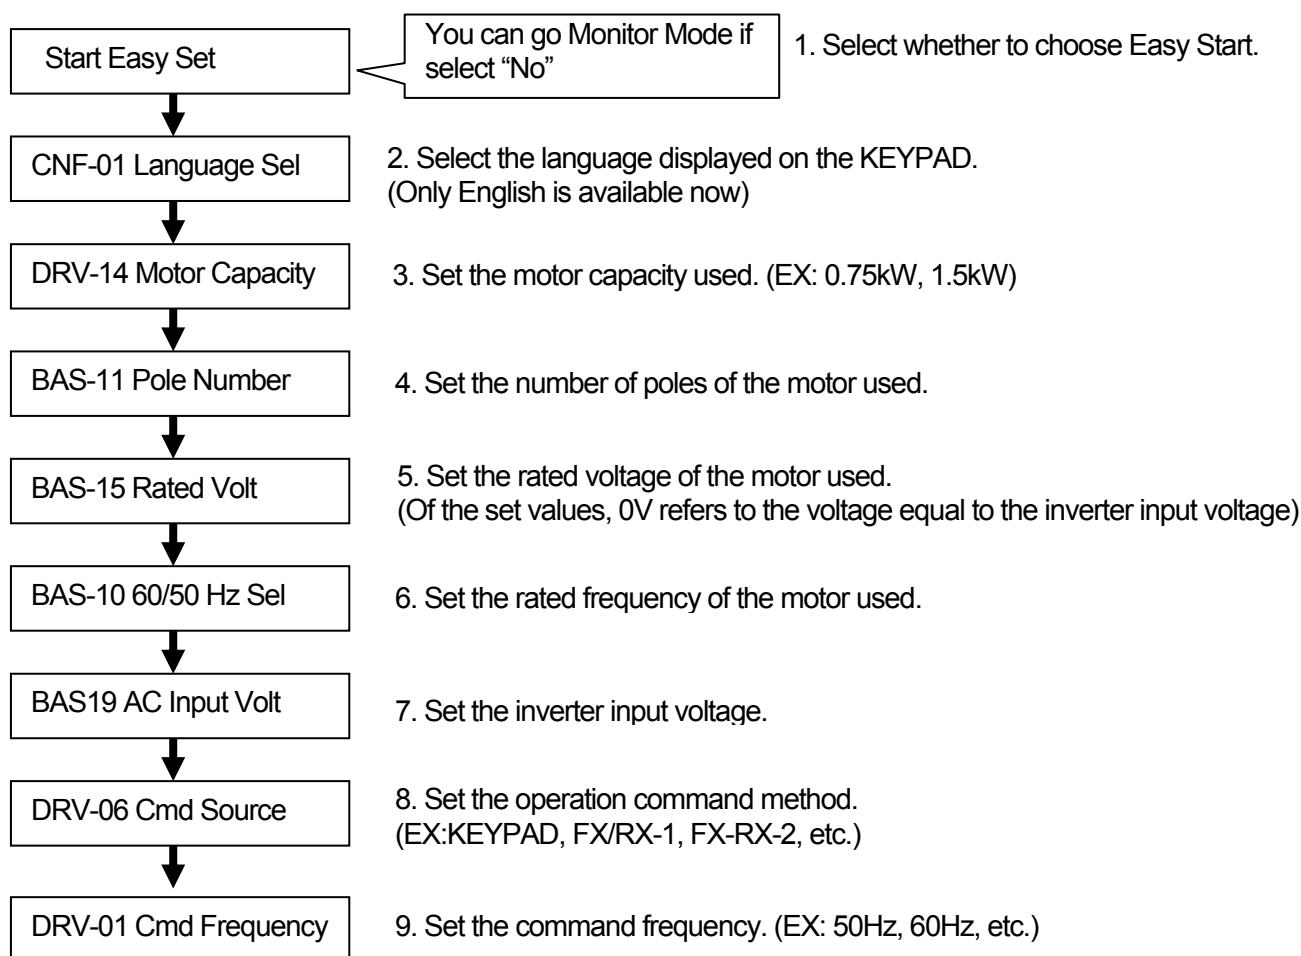 Start Easy Set
You can go Monitor Mode if
select “No”
1. Select whether to choose Easy Start.
CNF-01 Language Sel
2. Select the language displayed on the KEYPAD.
(Only English is available now)
DRV-14 Motor Capacity
3. Set the motor capacity used. (EX: 0.75kW, 1.5kW)
BAS-11 Pole Number
4. Set the number of poles of the motor used.
BAS-15 Rated Volt
5. Set the rated voltage of the motor used.
(Of the set values, 0V refers to the voltage equal to the inverter input voltage)
BAS-10 60/50 Hz Sel
6. Set the rated frequency of the motor used.
BAS19 AC Input Volt
7. Set the inverter input voltage.
DRV-06 Cmd Source
8. Set the operation command method.
(EX:KEYPAD, FX/RX-1, FX-RX-2, etc.)
DRV-01 Cmd Frequency
9. Set the command frequency. (EX: 50Hz, 60Hz, etc.)